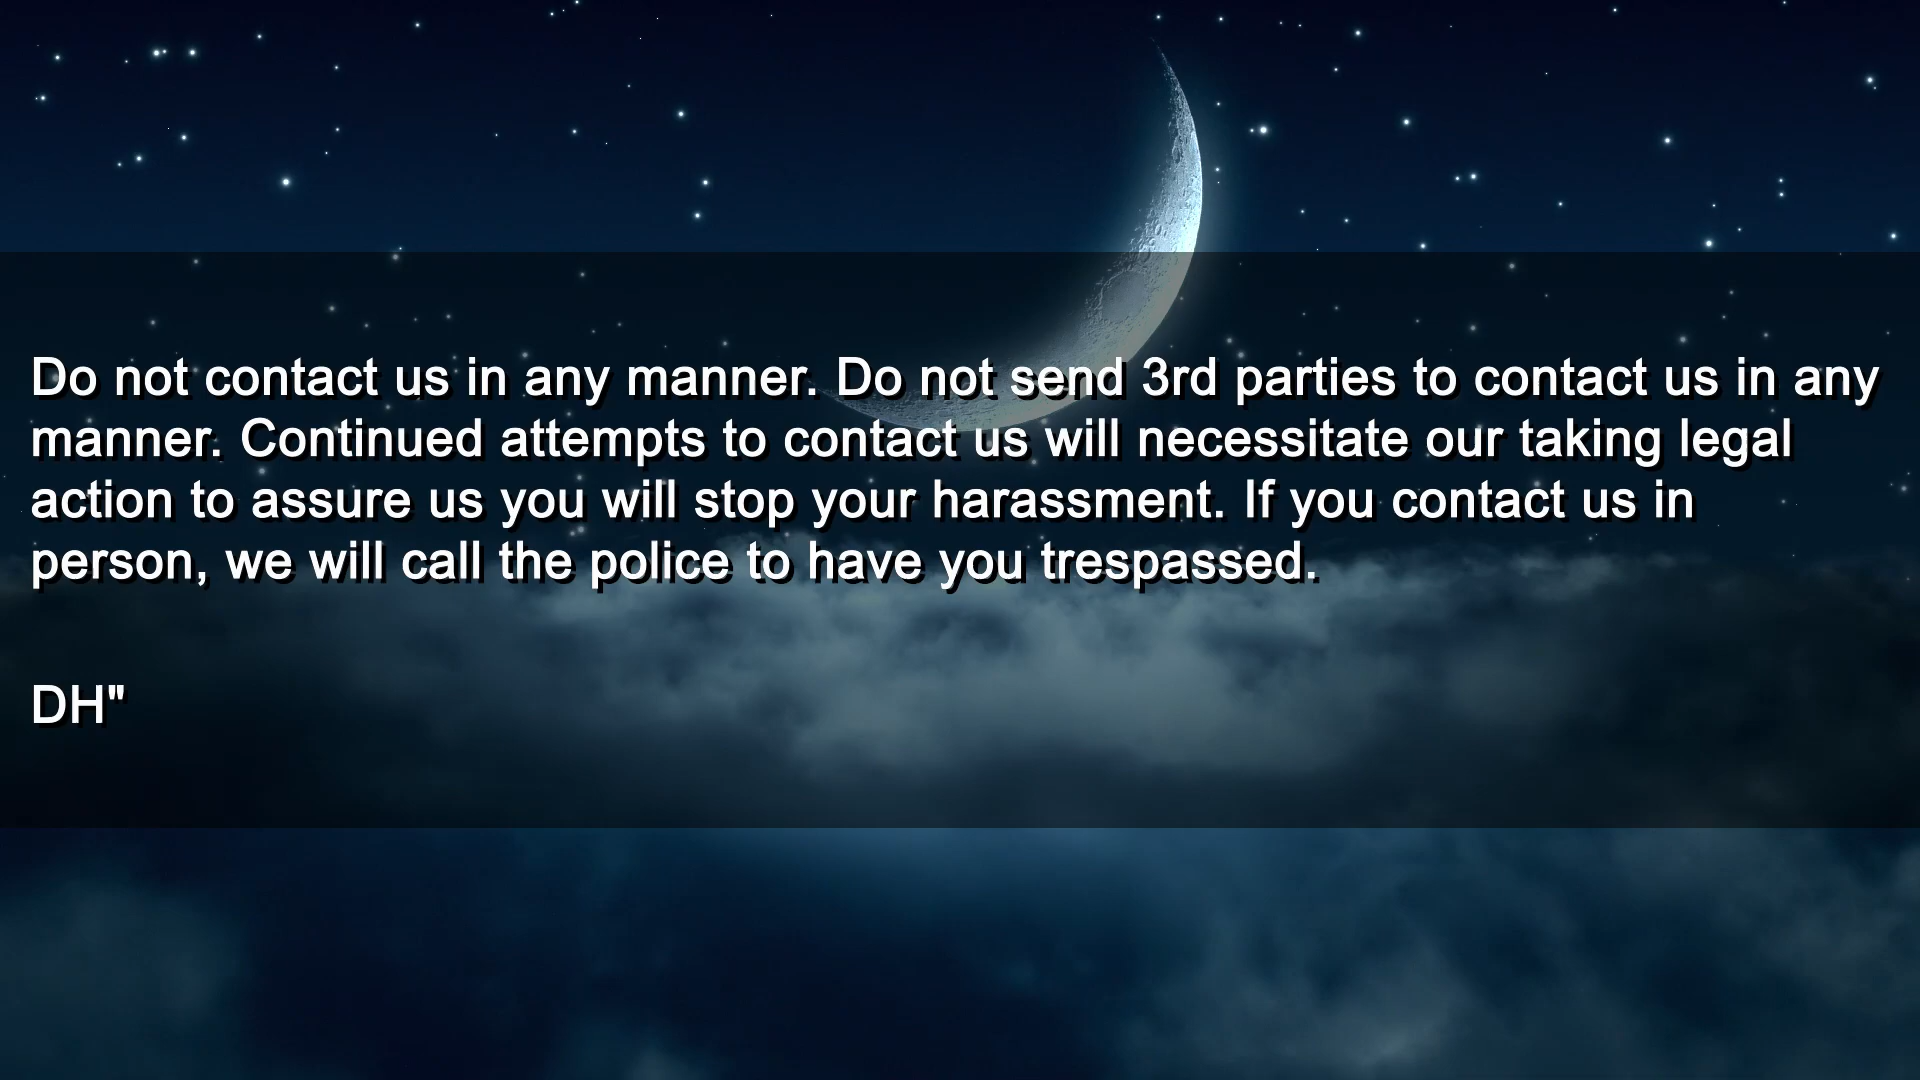 Do not contact us in any manner. Do not send 3rd parties to contact us in any
manner. Continued attempts to contact us will necessitate our taking legal
action to assure us you will stop your harassment. If you contact us in
person, we will call the police to have you trespassed.
DH"